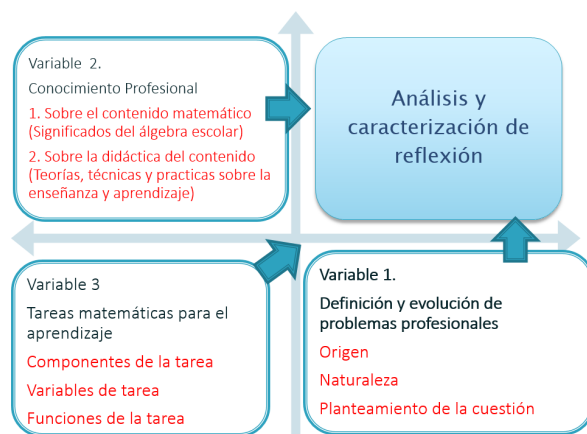 Variable 2.
Conocimiento Profesional
1. Sobre el contenido matemático
(Significados del álgebra escolar)
2. Sobre la didáctica del contenido
(Teorías, técnicas y practicas sobre la
enseñanza y aprendizaje)
Análisis y
caracterización de
reflexión
Variable 3
Tareas matemáticas para el
aprendizaje
Componentes de la tarea
Variables de tarea
Funciones de la tarea
Variable 1.
Definición y evolución de
problemas profesionales
Origen
Naturaleza
Planteamiento de la cuestión